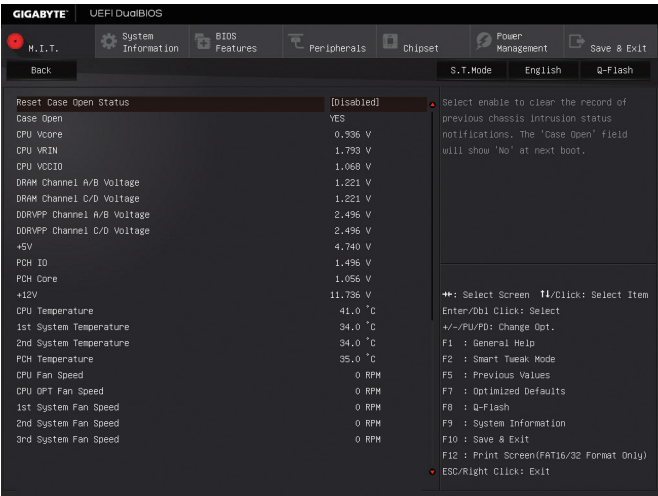 GIGABYTE™ UEFI DualBIOS
M.I.T. System Information BIOS Features Peripherals Chipset Power Management Save & Exit
Back S.T.Mode English Q-Flash
Reset Case Open Status [Disabled]
Case Open YES
CPU Vcore 0.936 V
CPU VRIN 1.793 V
CPU VCCIO 1.068 V
DRAM Channel A/B Voltage 1.221 V
DRAM Channel C/D Voltage 1.221 V
DDRVPP Channel A/B Voltage 2.496 V
DDRVPP Channel C/D Voltage 2.496 V
+5V 4.740 V
PCH IO 1.496 V
PCH Core 1.056 V
+12V 11.736 V
CPU Temperature 41.0 °C
1st System Temperature 34.0 °C
2nd System Temperature 34.0 °C
PCH Temperature 35.0 °C
CPU Fan Speed 0 RPM
CPU OPT Fan Speed 0 RPM
1st System Fan Speed 0 RPM
2nd System Fan Speed 0 RPM
3rd System Fan Speed 0 RPM
Select enable to clear the record of
previous chassis intrusion status
notifications. The 'Case Open' field
will show 'No' at next boot.
→←: Select Screen ↑↓/Click: Select Item
Enter/Dbl Click: Select
+/-/PU/PD: Change Opt.
F1 : General Help
F2 : Smart Tweak Mode
F5 : Previous Values
F7 : Optimized Defaults
F8 : Q-Flash
F9 : System Information
F10 : Save & Exit
F12 : Print Screen(FAT16/32 Format Only)
ESC/Right Click: Exit